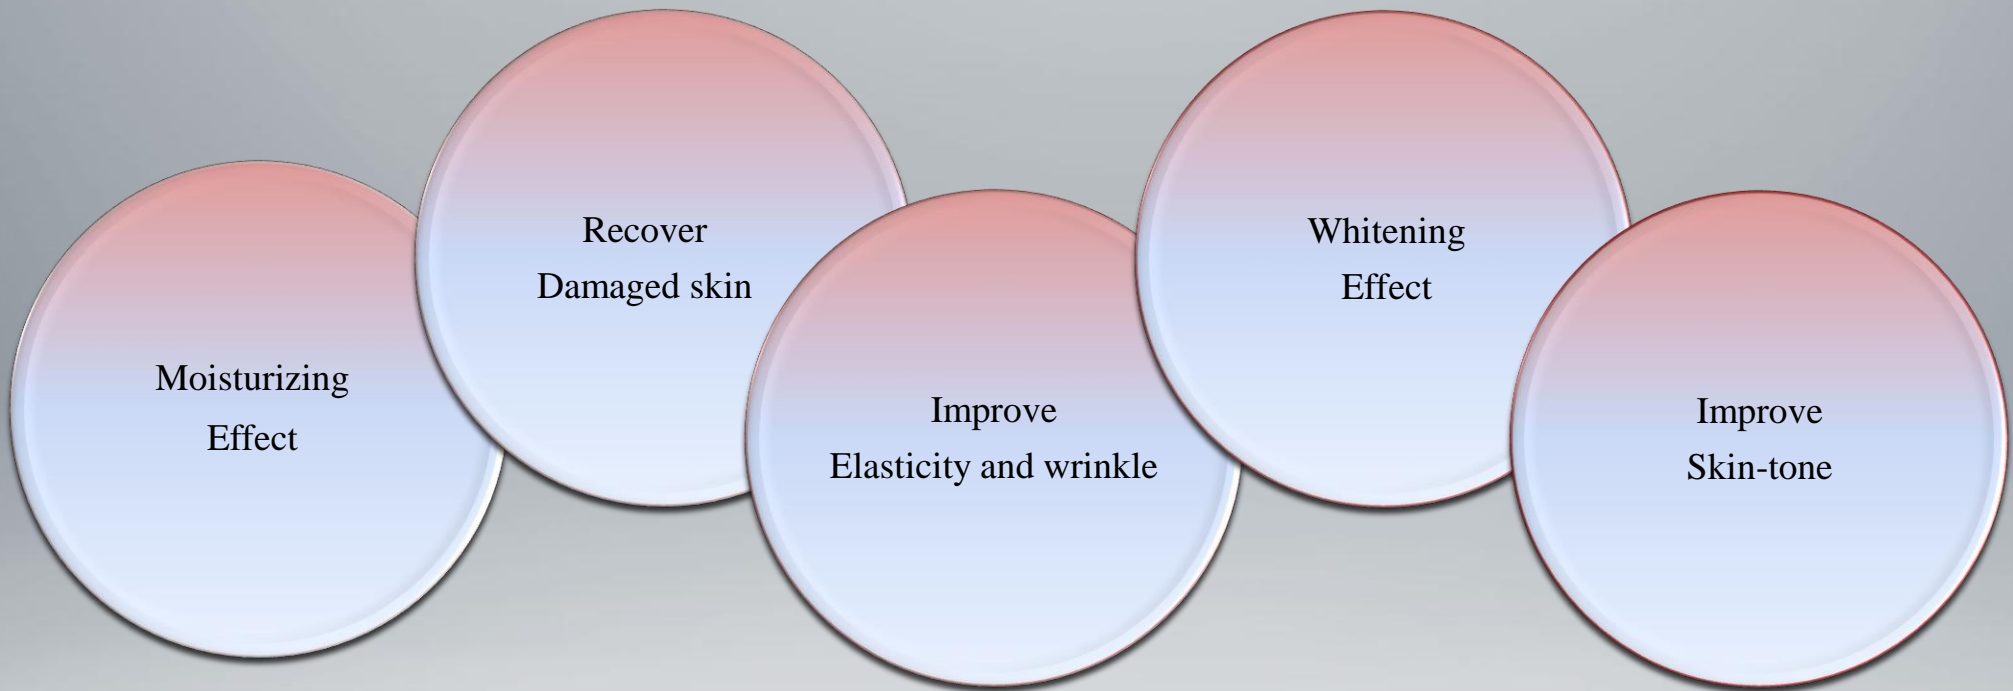 Moisturizing
Effect
Recover
Damaged skin
Improve
Elasticity and wrinkle
Whitening
Effect
Improve
Skin-tone